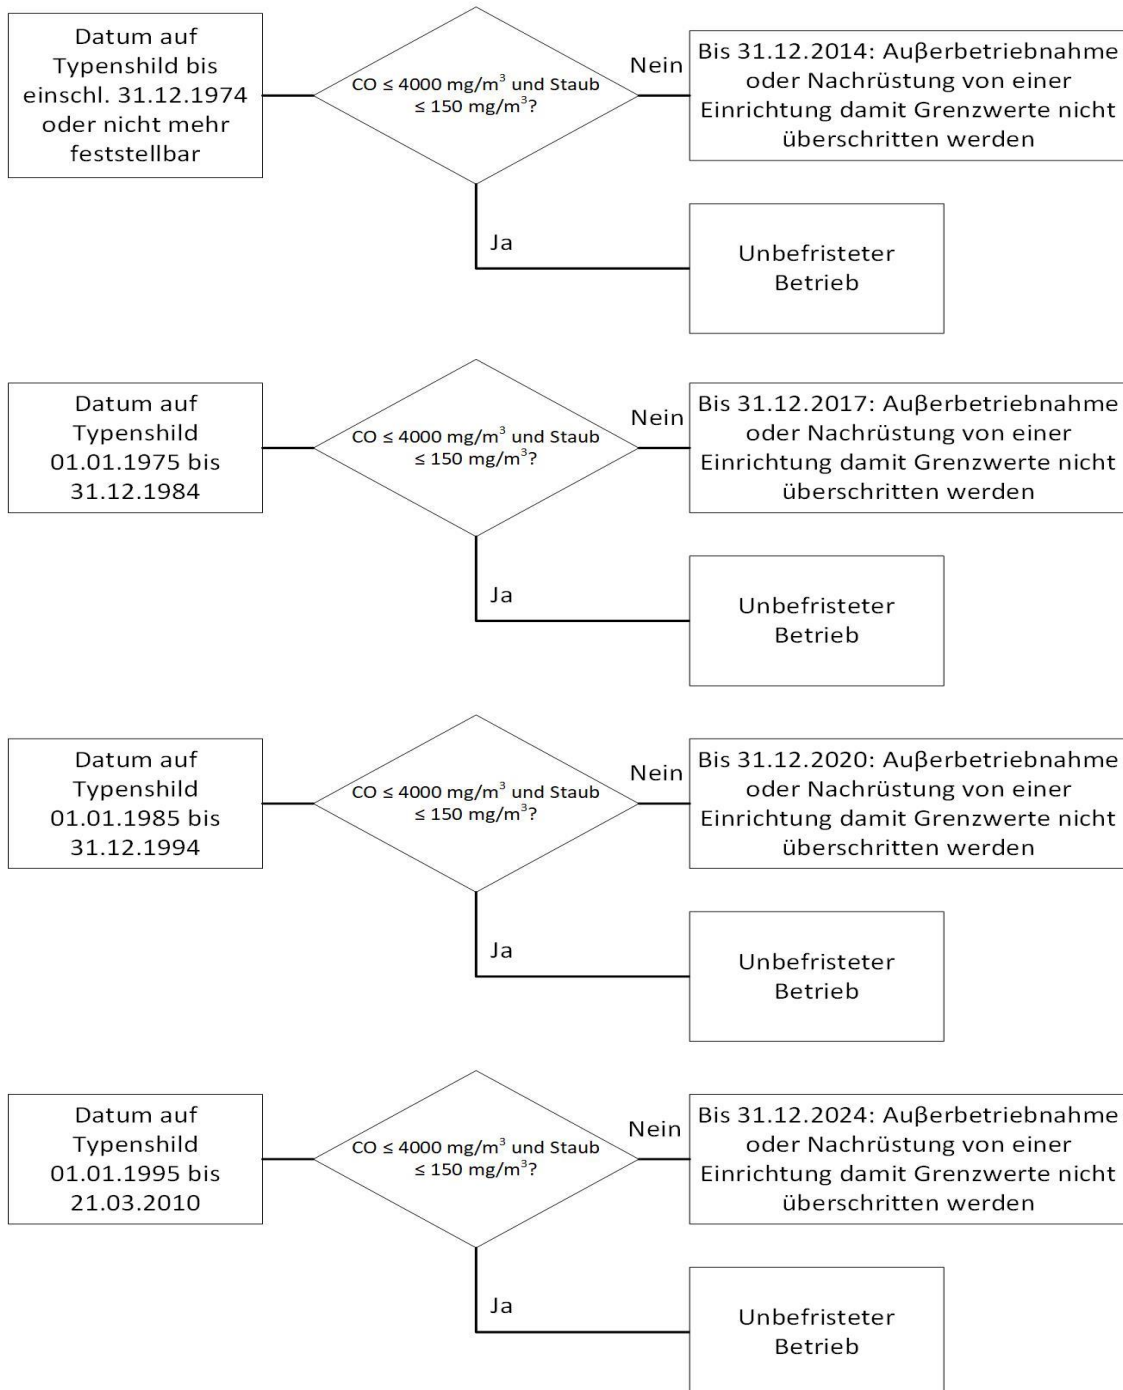 Datum auf
Typenshild bis
einschl. 31.12.1974
oder nicht mehr
feststellbar
CO ≤ 4000 mg/m³ und Staub
≤ 150 mg/m³?
Nein
Bis 31.12.2014: Außerbetriebnahme
oder Nachrüstung von einer
Einrichtung damit Grenzwerte nicht
überschritten werden
Ja
Unbefristeter
Betrieb
Datum auf
Typenshild
01.01.1975 bis
31.12.1984
CO ≤ 4000 mg/m³ und Staub
≤ 150 mg/m³?
Nein
Bis 31.12.2017: Außerbetriebnahme
oder Nachrüstung von einer
Einrichtung damit Grenzwerte nicht
überschritten werden
Ja
Unbefristeter
Betrieb
Datum auf
Typenshild
01.01.1985 bis
31.12.1994
CO ≤ 4000 mg/m³ und Staub
≤ 150 mg/m³?
Nein
Bis 31.12.2020: Außerbetriebnahme
oder Nachrüstung von einer
Einrichtung damit Grenzwerte nicht
überschritten werden
Ja
Unbefristeter
Betrieb
Datum auf
Typenshild
01.01.1995 bis
21.03.2010
CO ≤ 4000 mg/m³ und Staub
≤ 150 mg/m³?
Nein
Bis 31.12.2024: Außerbetriebnahme
oder Nachrüstung von einer
Einrichtung damit Grenzwerte nicht
überschritten werden
Ja
Unbefristeter
Betrieb